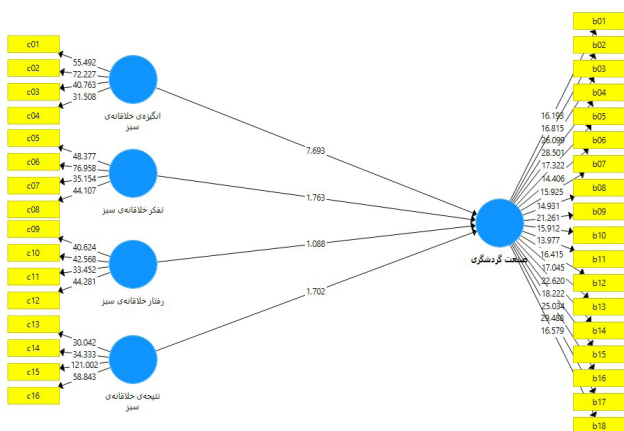 c01
c02
c03
c04
55.492
72.227
40.763
31.508
انگیزه‌ی خلاقانه‌ی
سبز
c05
c06
c07
c08
48.377
76.958
35.154
44.107
تفکر خلاقانه‌ی سبز
c09
c10
c11
c12
40.624
42.568
33.452
44.281
رفتار خلاقانه‌ی سبز
c13
c14
c15
c16
30.042
34.333
121.002
58.843
نتیجه‌ی خلاقانه‌ی
سبز
7.693
1.763
1.088
1.702
صنعت گردشگری
16.193
16.815
26.099
28.501
17.322
14.406
15.925
14.931
21.261
15.912
13.977
16.415
17.045
22.620
18.222
25.034
29.488
16.579
b01
b02
b03
b04
b05
b06
b07
b08
b09
b10
b11
b12
b13
b14
b15
b16
b17
b18